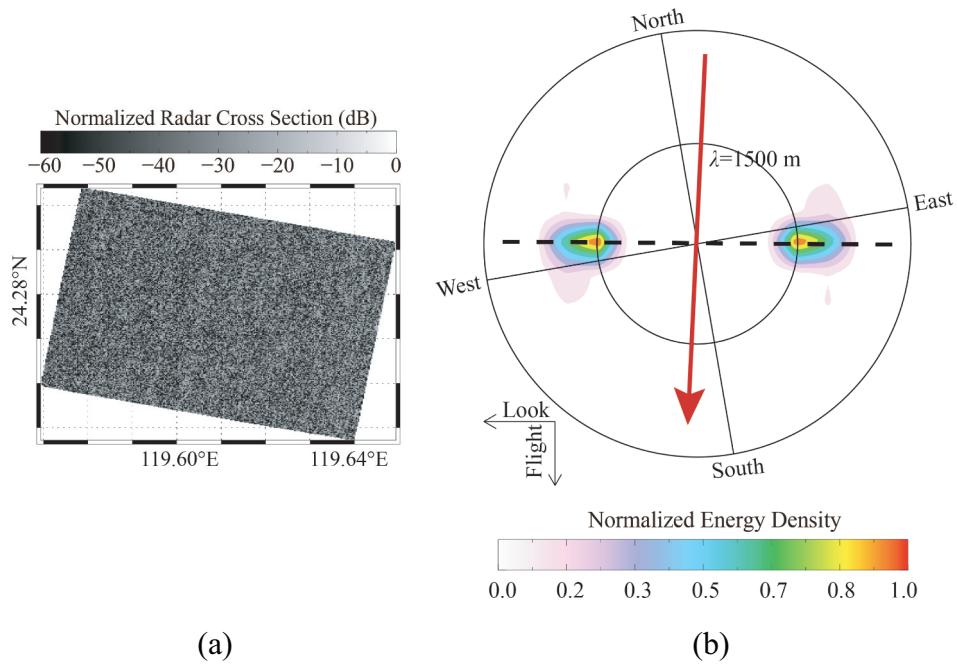 Normalized Radar Cross Section (dB)
−60 −50 −40 −30 −20 −10 0
24.28°N
119.60°E 119.64°E
(a)
North
λ=1500 m
East
West
South
Look
Flight
Normalized Energy Density
0.0 0.2 0.3 0.5 0.7 0.8 1.0
(b)